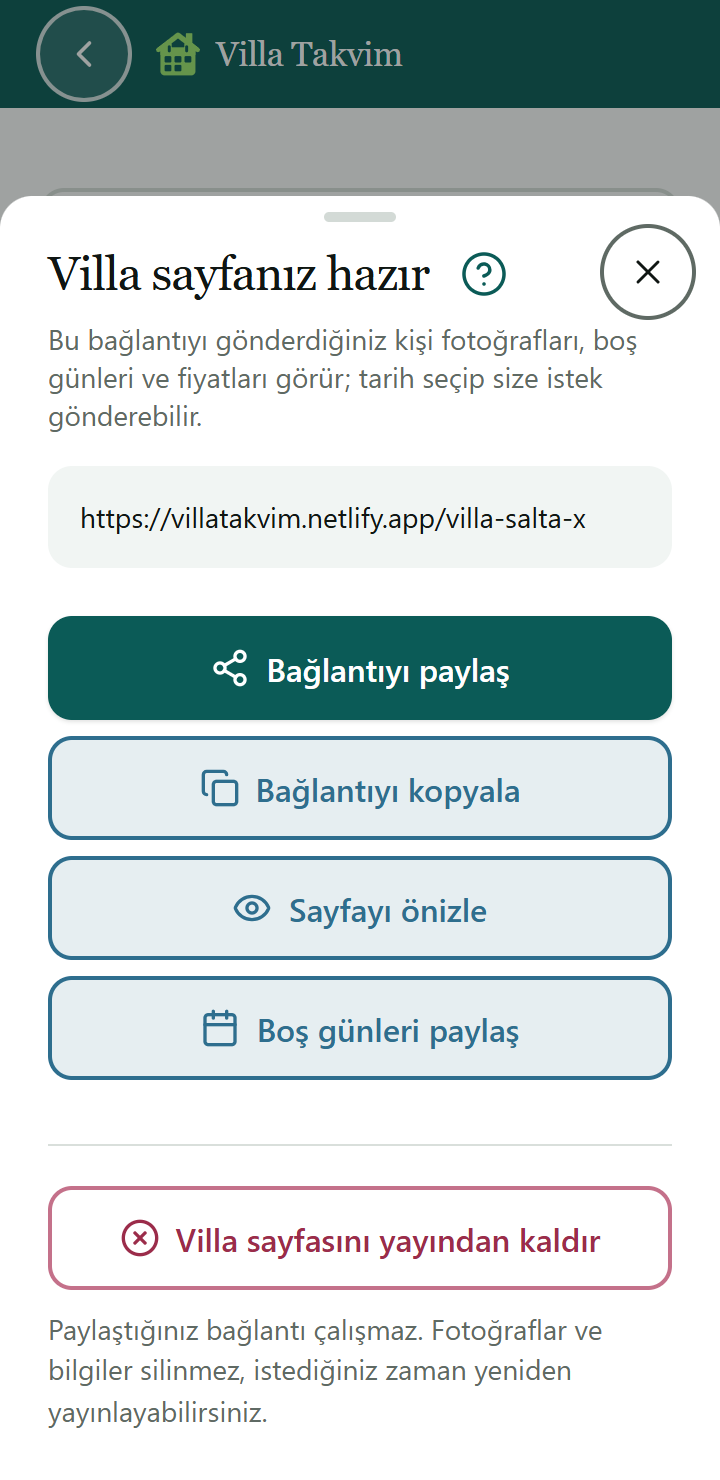 Villa Takvim
Villa sayfanız hazır
Bu bağlantıyı gönderdiğiniz kişi fotoğrafları, boş
günleri ve fiyatları görür; tarih seçip size istek
gönderebilir.
https://villatakvim.netlify.app/villa-salta-x
Bağlantıyı paylaş
Bağlantıyı kopyala
Sayfayı önizle
Boş günleri paylaş
Villa sayfasını yayından kaldır
Paylaştığınız bağlantı çalışmaz. Fotoğraflar ve
bilgiler silinmez, istediğiniz zaman yeniden
yayınlayabilirsiniz.